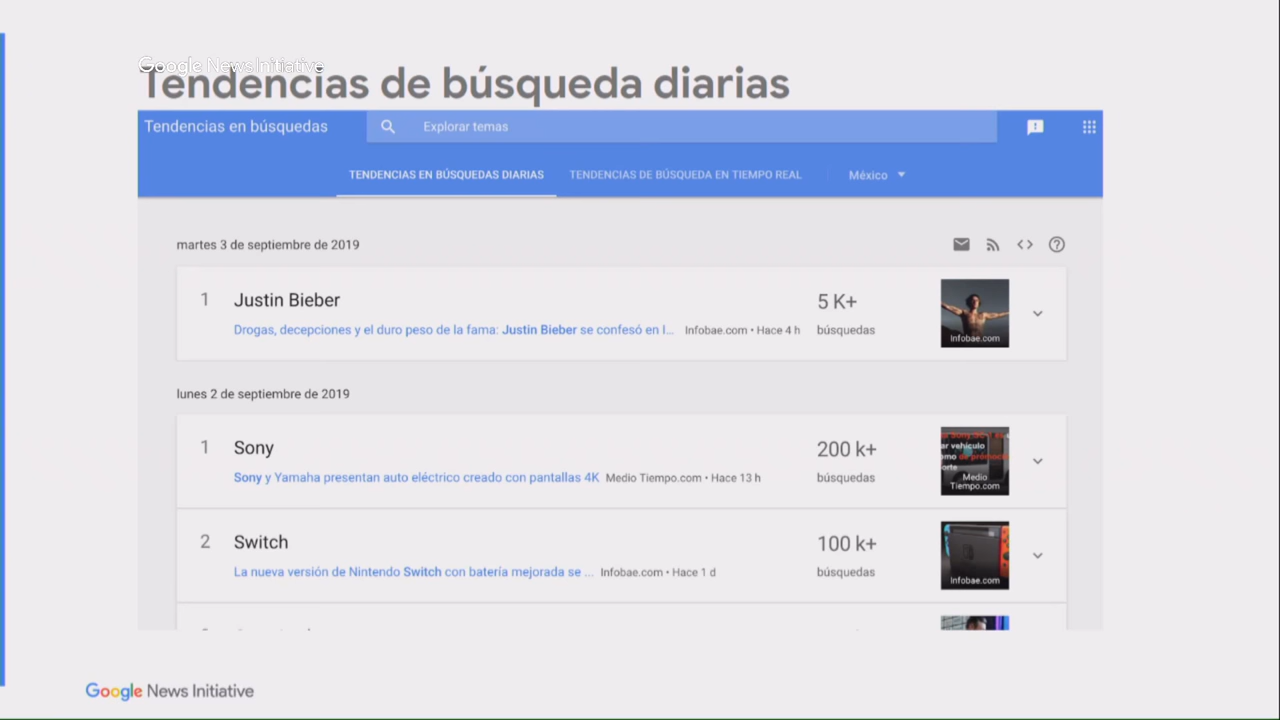 Google News Initiative
Tendencias de búsqueda diarias
Tendencias en búsquedas
Explorar temas
TENDENCIAS EN BÚSQUEDAS DIARIAS
TENDENCIAS DE BÚSQUEDA EN TIEMPO REAL
México
martes 3 de septiembre de 2019
1 Justin Bieber 5 K+
Drogas, decepciones y el duro peso de la fama: Justin Bieber se confesó en l... Infobae.com • Hace 4 h búsquedas
Infobae.com
lunes 2 de septiembre de 2019
1 Sony 200 k+
Sony y Yamaha presentan auto eléctrico creado con pantallas 4K Medio Tiempo.com • Hace 13 h búsquedas
ar vehículo
Medio
Tiempo.com
2 Switch 100 k+
La nueva versión de Nintendo Switch con batería mejorada se ... Infobae.com • Hace 1 d búsquedas
Infobae.com
Google News Initiative